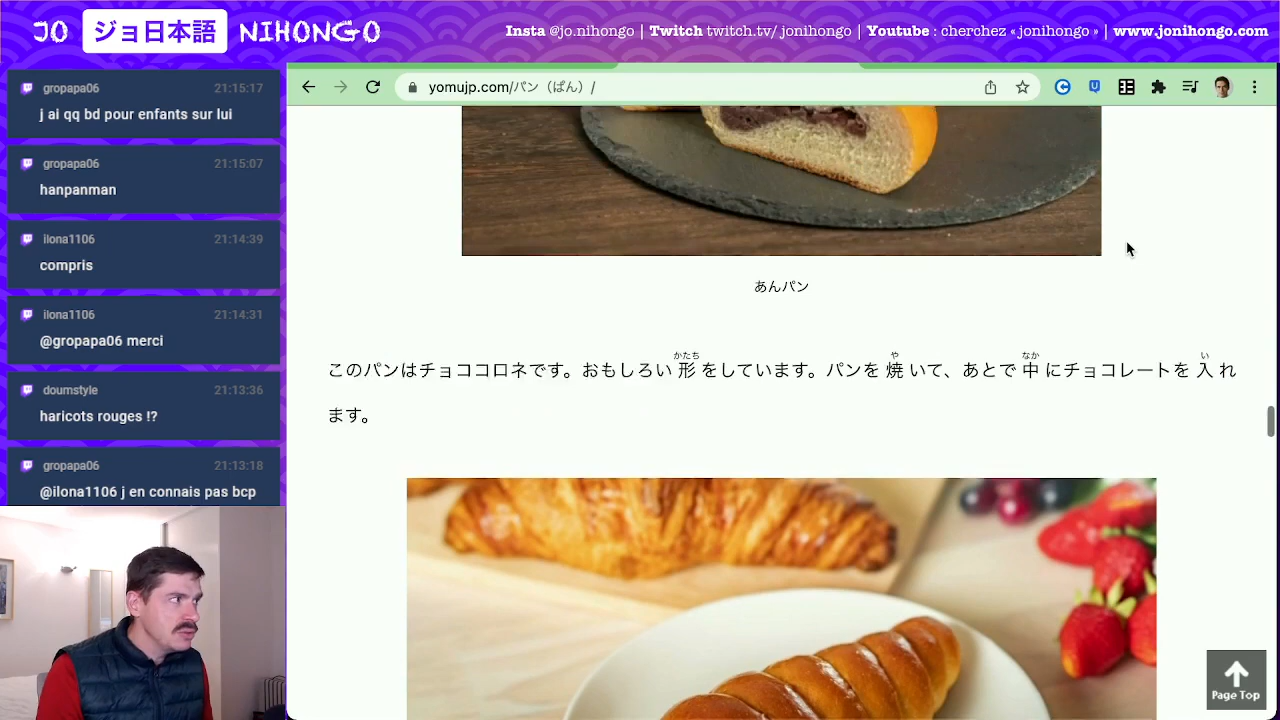 JO ジョ日本語 NIHONGO
Insta @jo.nihongo | Twitch twitch.tv/jonihongo | Youtube : cherchez « jonihongo » | www.jonihongo.com
gropapa06 21:15:17
j ai qq bd pour enfants sur lui
gropapa06 21:15:07
hanpanman
ilona1106 21:14:39
compris
ilona1106 21:14:31
@gropapa06 merci
doumstyle 21:13:36
haricots rouges !?
gropapa06 21:13:18
@ilona1106 j en connais pas bcp
yomujp.com/パン（ぱん）/
あんパン
かたち や なか い
このパンはチョココロネです。おもしろい形をしています。パンを焼いて、あとで中にチョコレートを入れ
ます。
Page Top